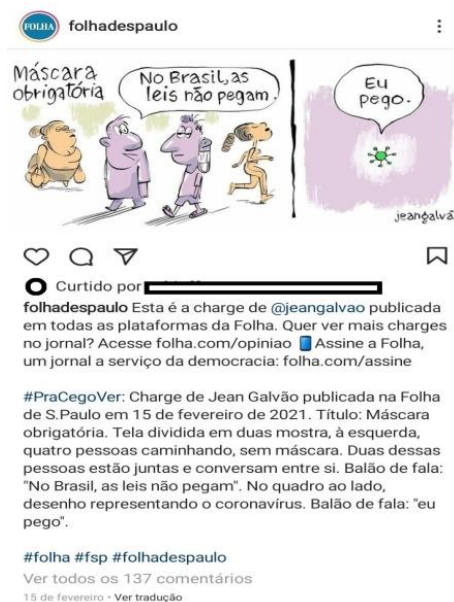 FOLHA
folhadespaulo
Máscara
obrigatória
No Brasil, as
leis não pegam.
Eu
pego.
jeangalvã
Curtido por
folhadespaulo Esta é a charge de @jeangalvao publicada
em todas as plataformas da Folha. Quer ver mais charges
no jornal? Acesse folha.com/opiniao 📘 Assine a Folha,
um jornal a serviço da democracia: folha.com/assine
#PraCegoVer: Charge de Jean Galvão publicada na Folha
de S.Paulo em 15 de fevereiro de 2021. Título: Máscara
obrigatória. Tela dividida em duas mostra, à esquerda,
quatro pessoas caminhando, sem máscara. Duas dessas
pessoas estão juntas e conversam entre si. Balão de fala:
"No Brasil, as leis não pegam". No quadro ao lado,
desenho representando o coronavírus. Balão de fala: "eu
pego".
#folha #fsp #folhadespaulo
Ver todos os 137 comentários
15 de fevereiro • Ver tradução